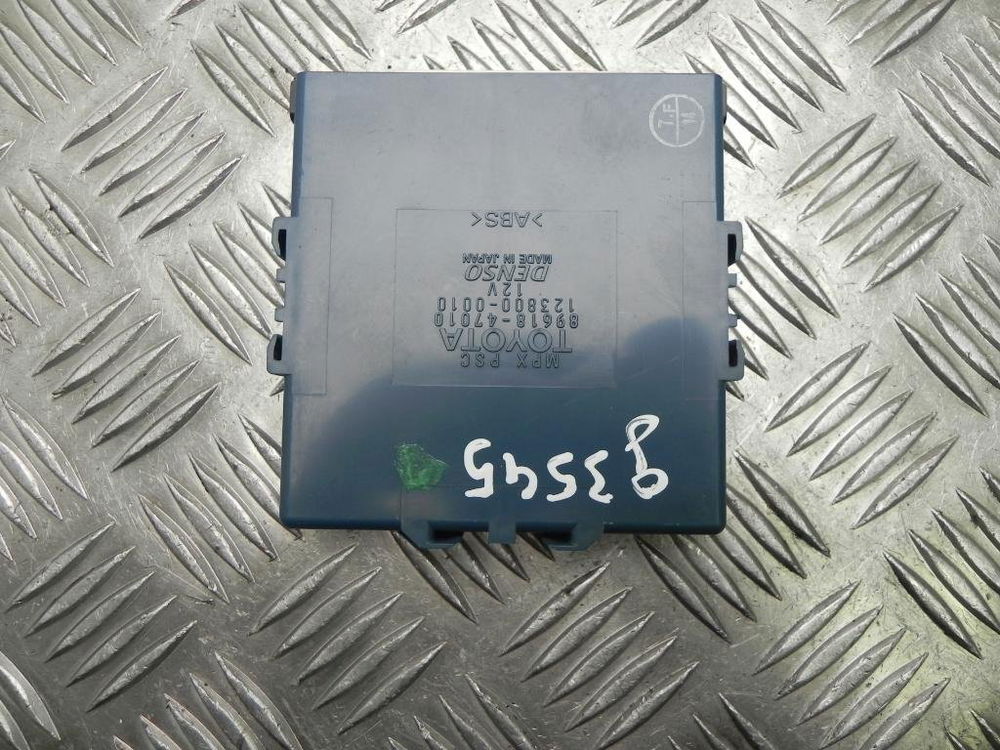 93545
MPX PSC
TOYOTA
89618-47010
123800-0010
12V
DENSO
MADE IN JAPAN
>ABS<